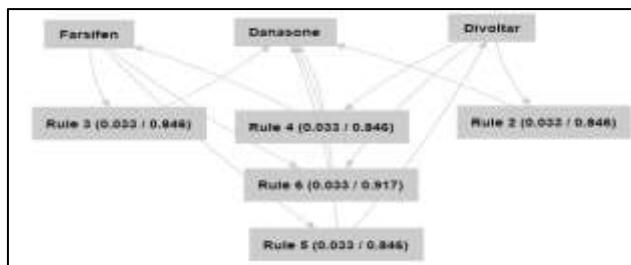 Farsifen Danasone Divoltar
Rule 3 (0.033 / 0.846) Rule 4 (0.033 / 0.846) Rule 2 (0.033 / 0.846)
Rule 6 (0.033 / 0.917)
Rule 5 (0.033 / 0.846)